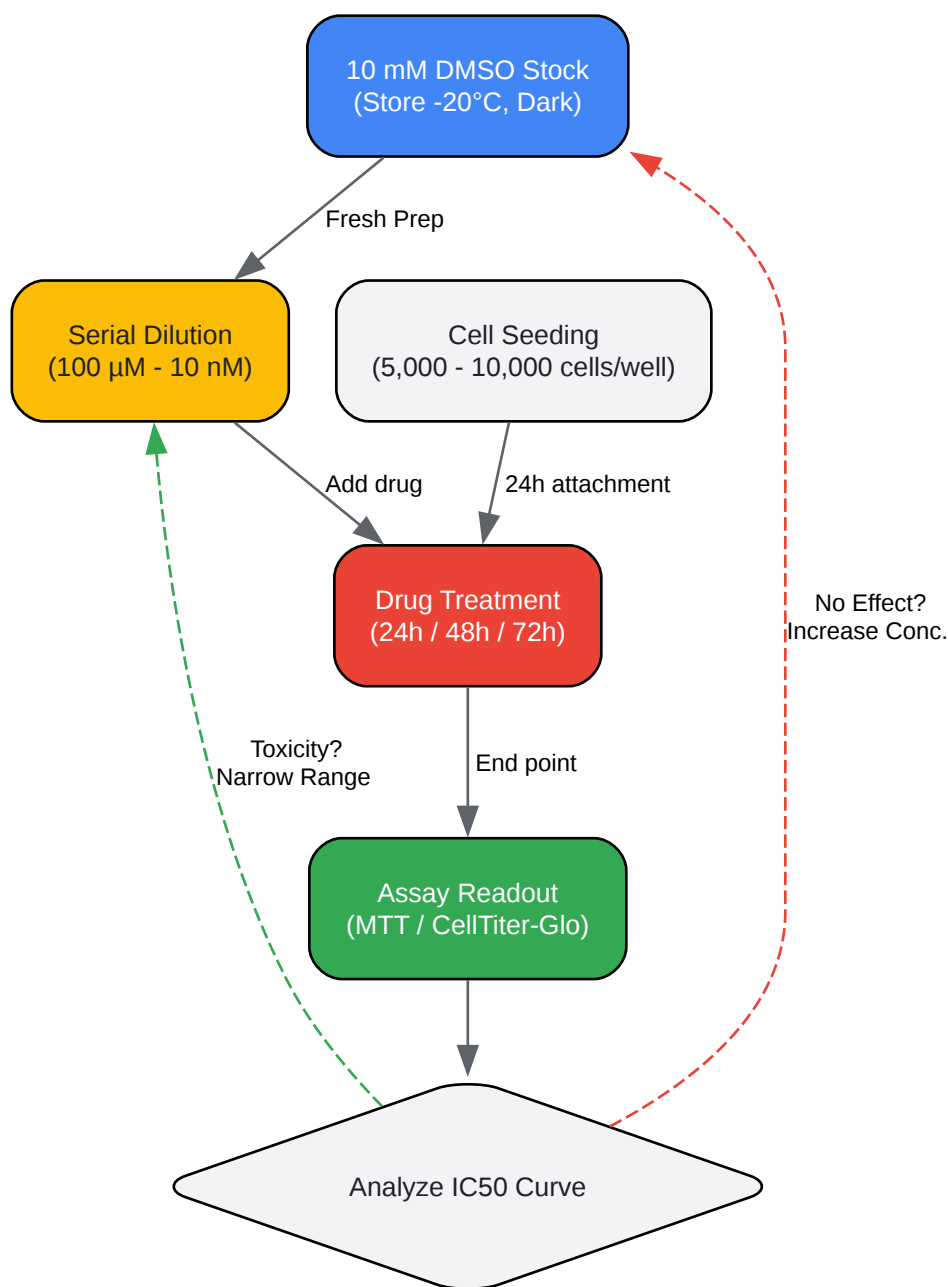 10 mM DMSO Stock
(Store -20°C, Dark)
Fresh Prep
Serial Dilution
(100 µM - 10 nM)
Cell Seeding
(5,000 - 10,000 cells/well)
Add drug
24h attachment
Drug Treatment
(24h / 48h / 72h)
No Effect?
Increase Conc.
Toxicity?
Narrow Range
End point
Assay Readout
(MTT / CellTiter-Glo)
Analyze IC50 Curve